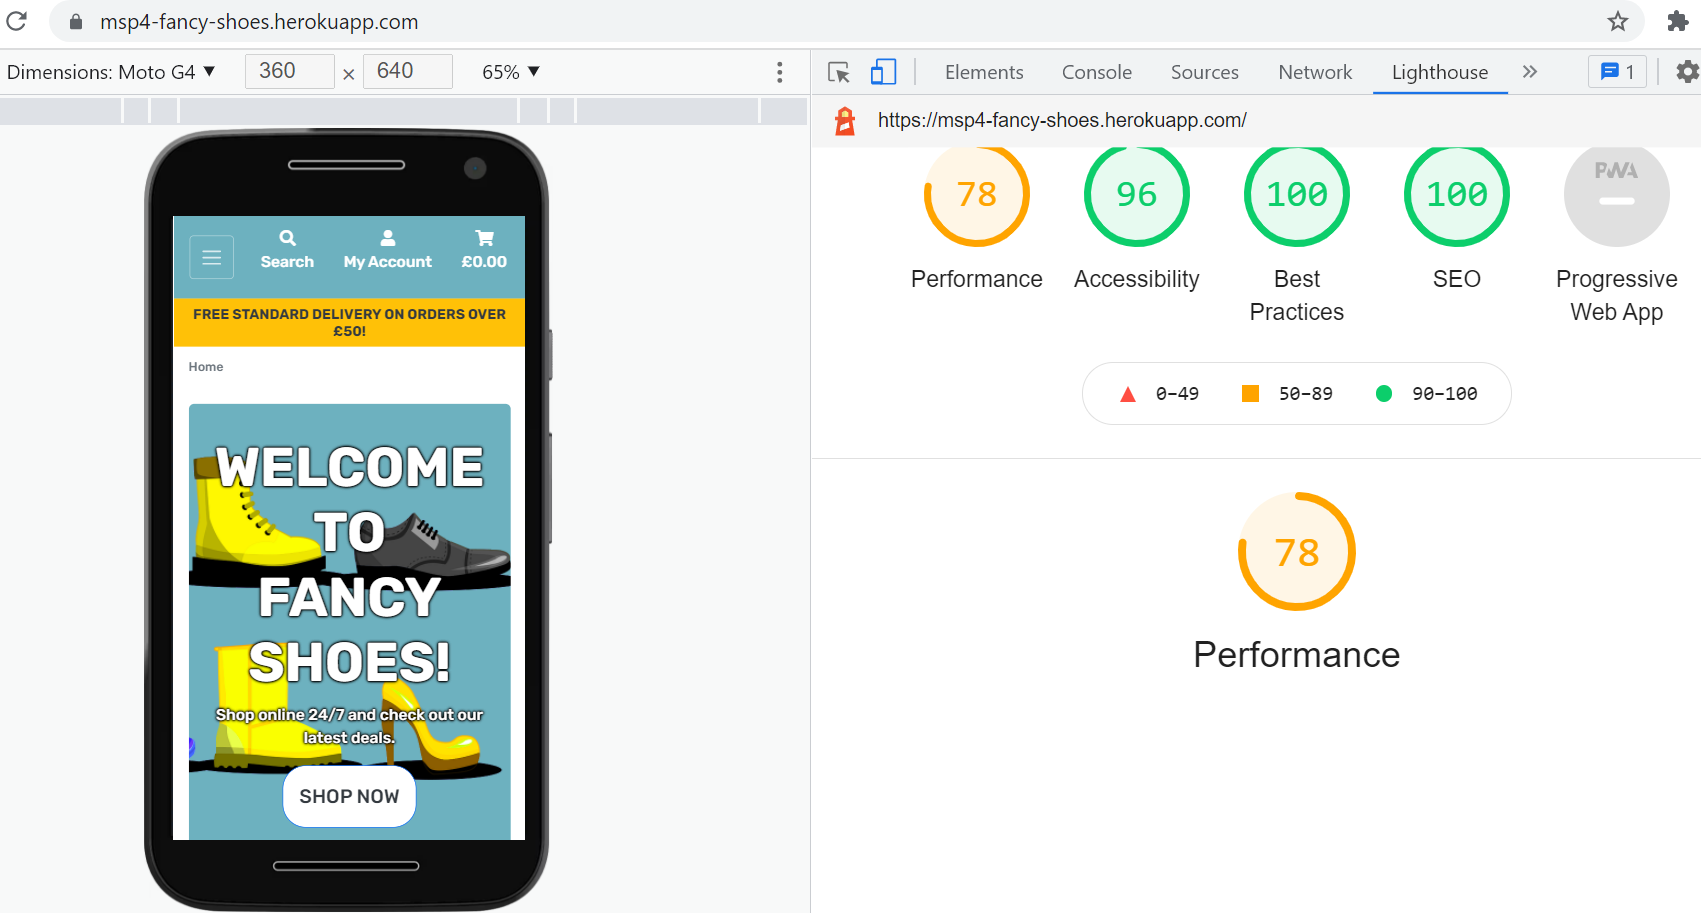 msp4-fancy-shoes.herokuapp.com
Dimensions: Moto G4 ▼ 360 × 640 65% ▼
Elements Console Sources Network Lighthouse » 1
https://msp4-fancy-shoes.herokuapp.com/
Search My Account £0.00
FREE STANDARD DELIVERY ON ORDERS OVER
£50!
Home
WELCOME
TO
FANCY
SHOES!
Shop online 24/7 and check out our
latest deals.
SHOP NOW
78 96 100 100 PWA
Performance Accessibility Best SEO Progressive
Practices Web App
0–49 50–89 90–100
78
Performance